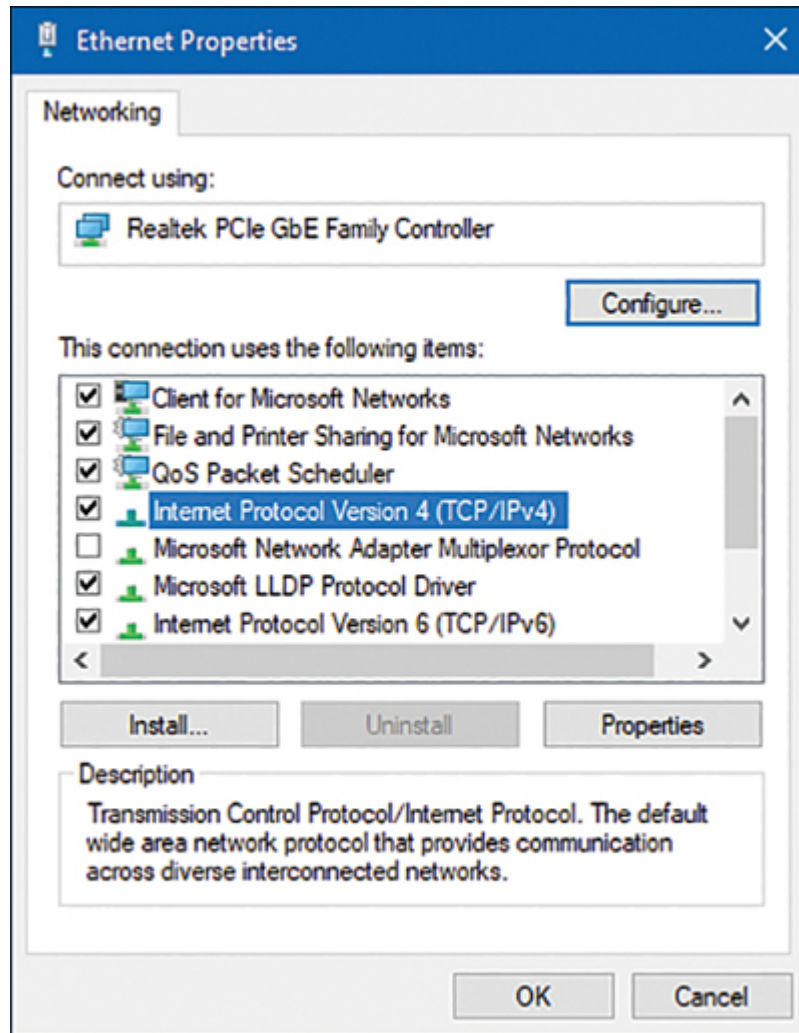 Ethernet Properties
Networking
Connect using:
Realtek PCIe GbE Family Controller
Configure...
This connection uses the following items:
Client for Microsoft Networks
File and Printer Sharing for Microsoft Networks
QoS Packet Scheduler
Internet Protocol Version 4 (TCP/IPv4)
Microsoft Network Adapter Multiplexor Protocol
Microsoft LLDP Protocol Driver
Internet Protocol Version 6 (TCP/IPv6)
Install...
Uninstall
Properties
Description
Transmission Control Protocol/Internet Protocol. The default
wide area network protocol that provides communication
across diverse interconnected networks.
OK
Cancel